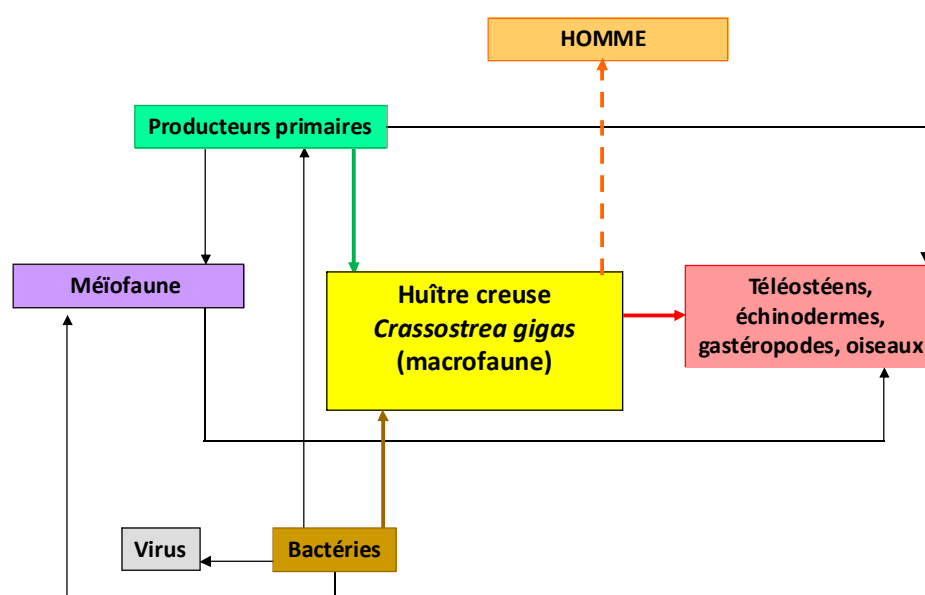 HOMME
Producteurs primaires
Méïofaune
Huître creuse
Crassostrea gigas
(macrofaune)
Téléostéens,
échinodermes,
gastéropodes, oiseaux
Virus
Bactéries